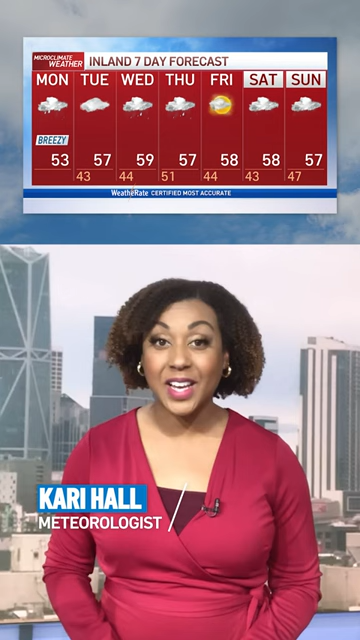 MICROCLIMATE
WEATHER
INLAND 7 DAY FORECAST
MON TUE WED THU FRI SAT SUN
BREEZY
53 57 59 57 58 58 57
43 44 51 44 43 47
WeatheRate CERTIFIED MOST ACCURATE
KARI HALL
METEOROLOGIST